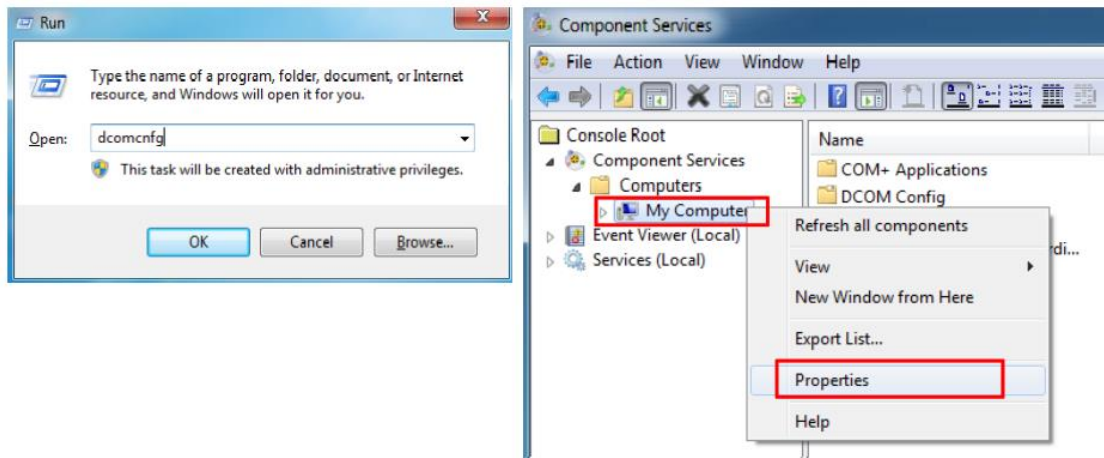 Run
X
Type the name of a program, folder, document, or Internet
resource, and Windows will open it for you.
Open: dcomcnfg
This task will be created with administrative privileges.
OK Cancel Browse...
Component Services
File Action View Window Help
Console Root
Component Services
Computers
My Computer
Event Viewer (Local)
Services (Local)
Name
COM+ Applications
DCOM Config
rdi...
Refresh all components
View
New Window from Here
Export List...
Properties
Help